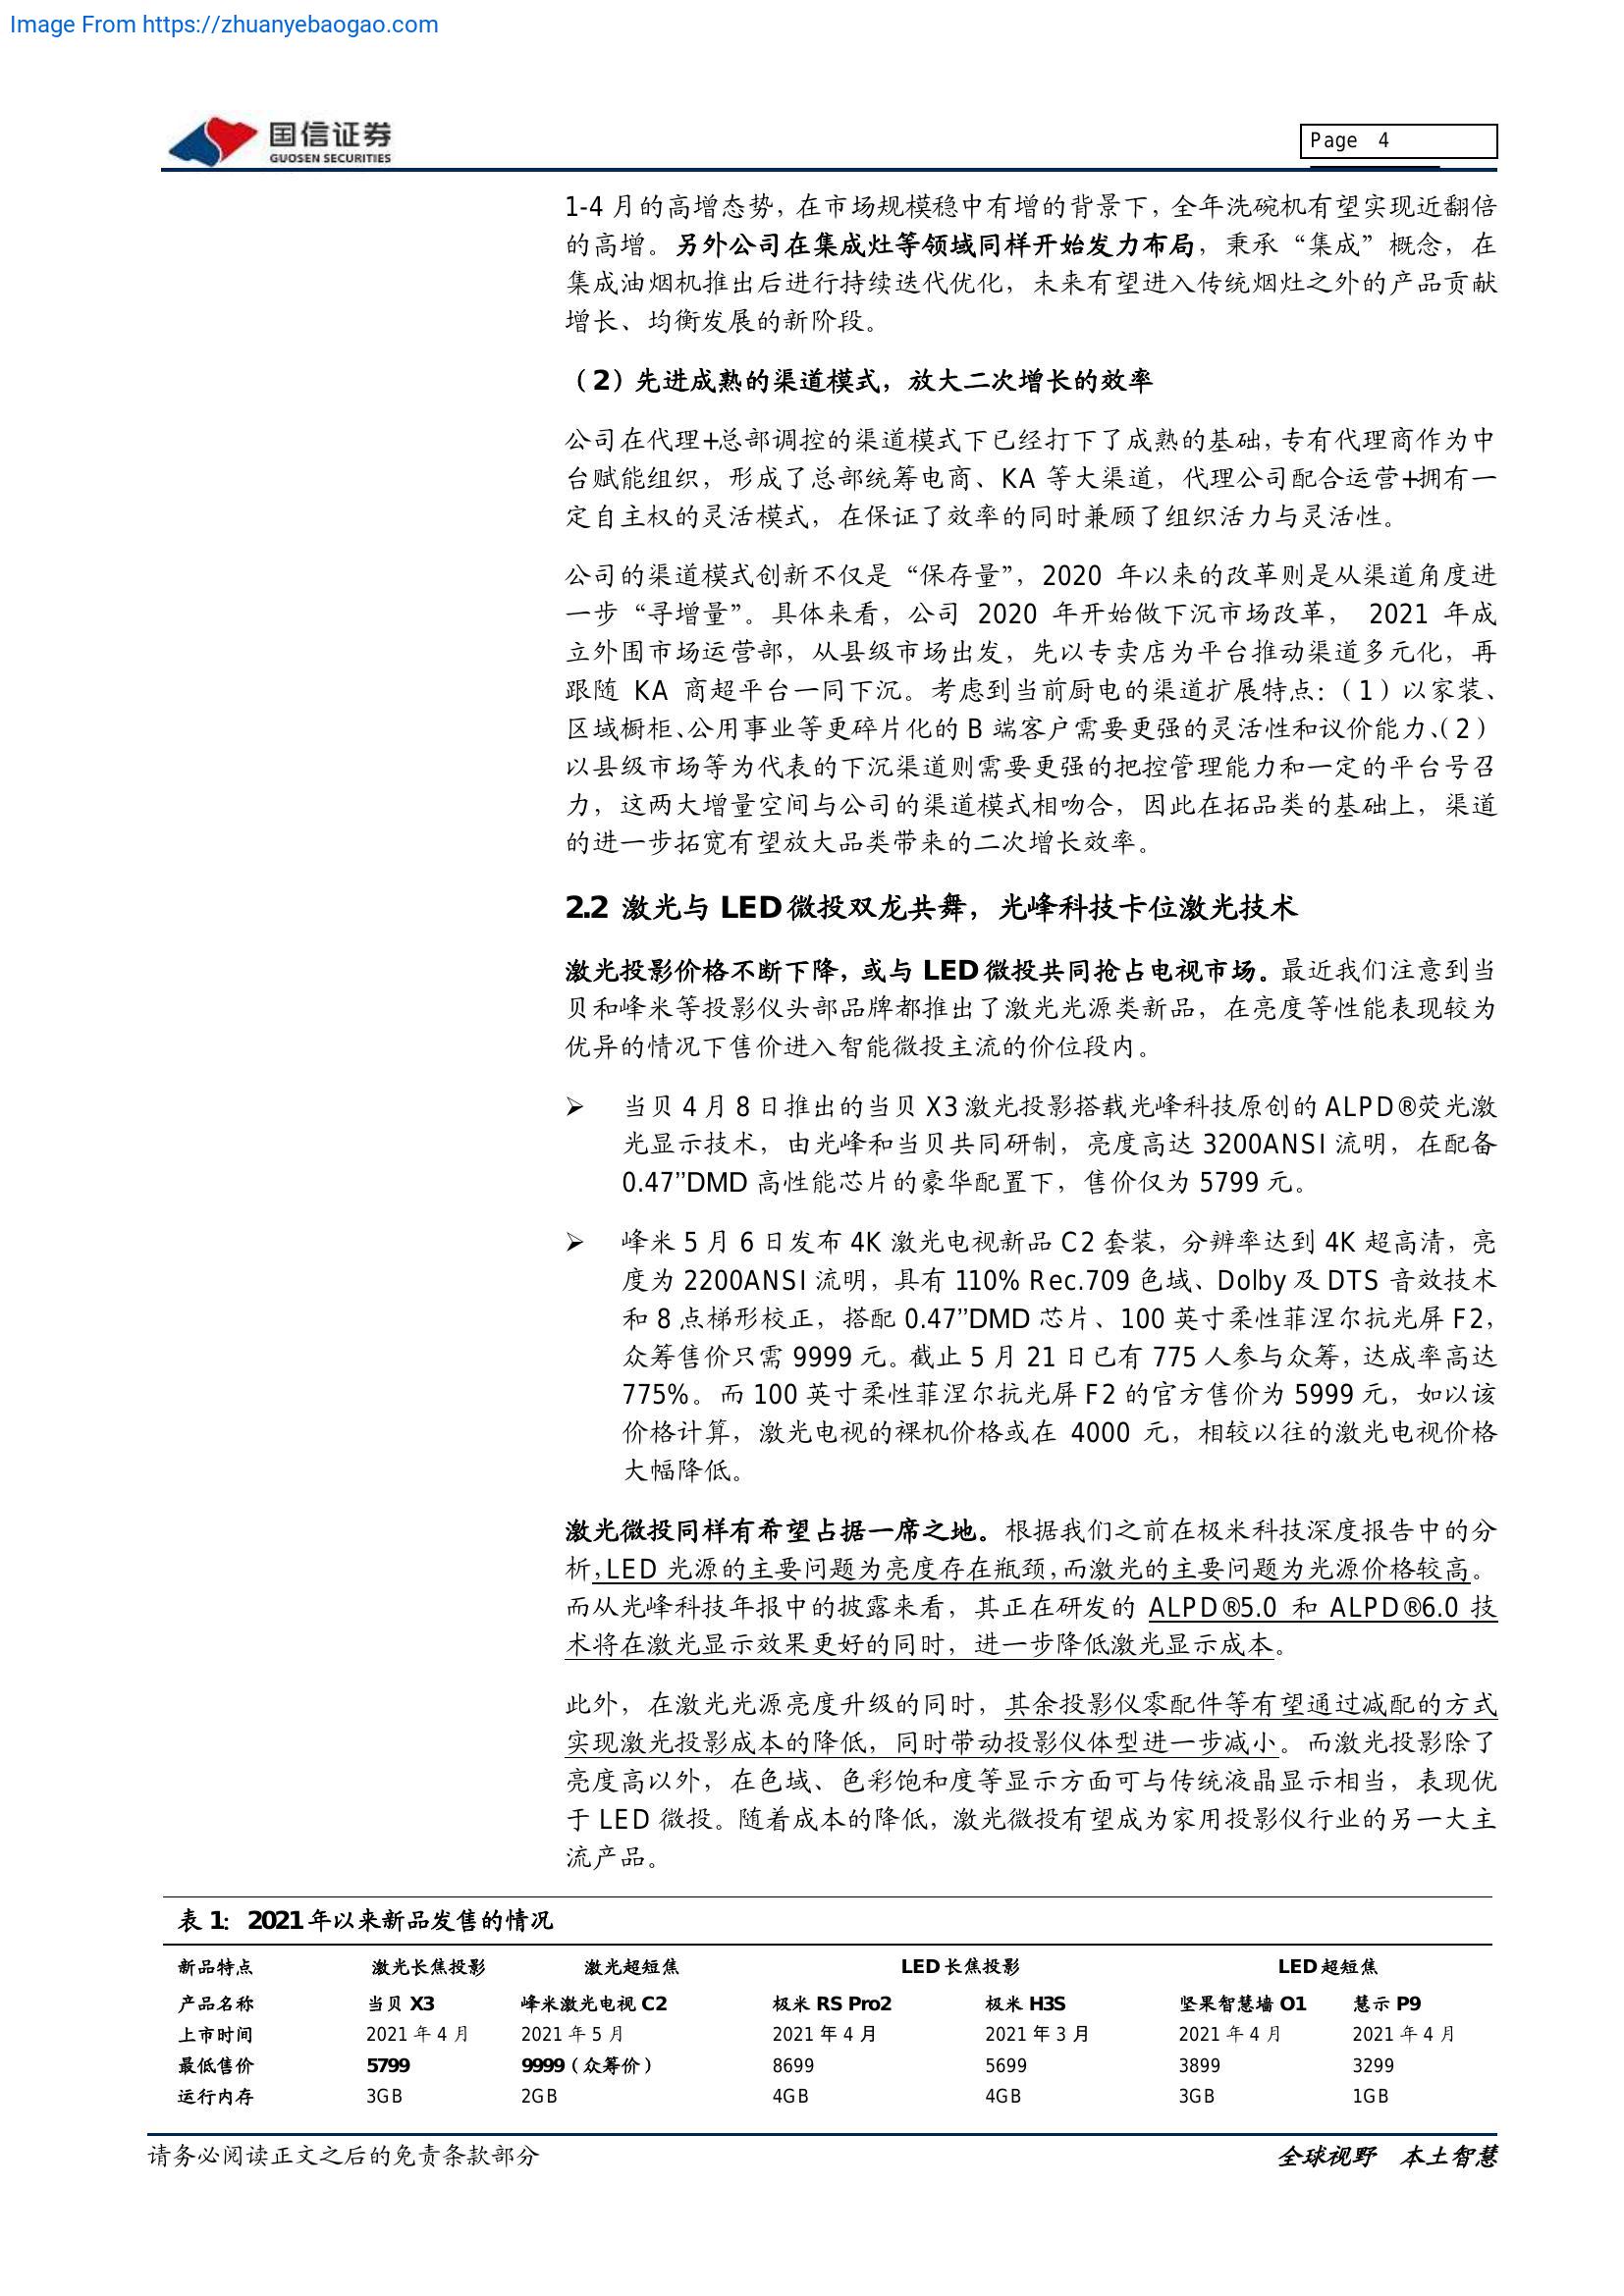 Image From https://zhuanyebaogao.com
国信证券
GUOSEN SECURITIES
Page 4
1-4 月的高增态势，在市场规模稳中有增的背景下，全年洗碗机有望实现近翻倍
的高增。另外公司在集成灶等领域同样开始发力布局，秉承“集成”概念，在
集成油烟机推出后进行持续迭代优化，未来有望进入传统烟灶之外的产品贡献
增长、均衡发展的新阶段。
（2）先进成熟的渠道模式，放大二次增长的效率
公司在代理+总部调控的渠道模式下已经打下了成熟的基础，专有代理商作为中
台赋能组织，形成了总部统筹电商、KA 等大渠道，代理公司配合运营+拥有一
定自主权的灵活模式，在保证了效率的同时兼顾了组织活力与灵活性。
公司的渠道模式创新不仅是“保存量”，2020 年以来的改革则是从渠道角度进
一步“寻增量”。具体来看，公司 2020 年开始做下沉市场改革， 2021 年成
立外围市场运营部，从县级市场出发，先以专卖店为平台推动渠道多元化，再
跟随 KA 商超平台一同下沉。考虑到当前厨电的渠道扩展特点：（1）以家装、
区域橱柜、公用事业等更碎片化的 B 端客户需要更强的灵活性和议价能力、（2）
以县级市场等为代表的下沉渠道则需要更强的把控管理能力和一定的平台号召
力，这两大增量空间与公司的渠道模式相吻合，因此在拓品类的基础上，渠道
的进一步拓宽有望放大品类带来的二次增长效率。
2.2 激光与 LED 微投双龙共舞，光峰科技卡位激光技术
激光投影价格不断下降，或与 LED 微投共同抢占电视市场。最近我们注意到当
贝和峰米等投影仪头部品牌都推出了激光光源类新品，在亮度等性能表现较为
优异的情况下售价进入智能微投主流的价位段内。
➢ 当贝 4 月 8 日推出的当贝 X3 激光投影搭载光峰科技原创的 ALPD®荧光激
光显示技术，由光峰和当贝共同研制，亮度高达 3200ANSI 流明，在配备
0.47”DMD 高性能芯片的豪华配置下，售价仅为 5799 元。
➢ 峰米 5 月 6 日发布 4K 激光电视新品 C2 套装，分辨率达到 4K 超高清，亮
度为 2200ANSI 流明，具有 110% Rec.709 色域、Dolby 及 DTS 音效技术
和 8 点梯形校正，搭配 0.47”DMD 芯片、100 英寸柔性菲涅尔抗光屏 F2，
众筹售价只需 9999 元。截止 5 月 21 日已有 775 人参与众筹，达成率高达
775%。而 100 英寸柔性菲涅尔抗光屏 F2 的官方售价为 5999 元，如以该
价格计算，激光电视的裸机价格或在 4000 元，相较以往的激光电视价格
大幅降低。
激光微投同样有希望占据一席之地。根据我们之前在极米科技深度报告中的分
析，LED 光源的主要问题为亮度存在瓶颈，而激光的主要问题为光源价格较高。
而从光峰科技年报中的披露来看，其正在研发的 ALPD®5.0 和 ALPD®6.0 技
术将在激光显示效果更好的同时，进一步降低激光显示成本。
此外，在激光光源亮度升级的同时，其余投影仪零配件等有望通过减配的方式
实现激光投影成本的降低，同时带动投影仪体型进一步减小。而激光投影除了
亮度高以外，在色域、色彩饱和度等显示方面可与传统液晶显示相当，表现优
于 LED 微投。随着成本的降低，激光微投有望成为家用投影仪行业的另一大主
流产品。
表 1：2021 年以来新品发售的情况
新品特点 激光长焦投影 激光超短焦 LED 长焦投影 LED 超短焦
产品名称 当贝 X3 峰米激光电视 C2 极米 RS Pro2 极米 H3S 坚果智慧墙 O1 慧示 P9
上市时间 2021 年 4 月 2021 年 5 月 2021 年 4 月 2021 年 3 月 2021 年 4 月 2021 年 4 月
最低售价 5799 9999（众筹价） 8699 5699 3899 3299
运行内存 3GB 2GB 4GB 4GB 3GB 1GB
请务必阅读正文之后的免责条款部分 全球视野 本土智慧